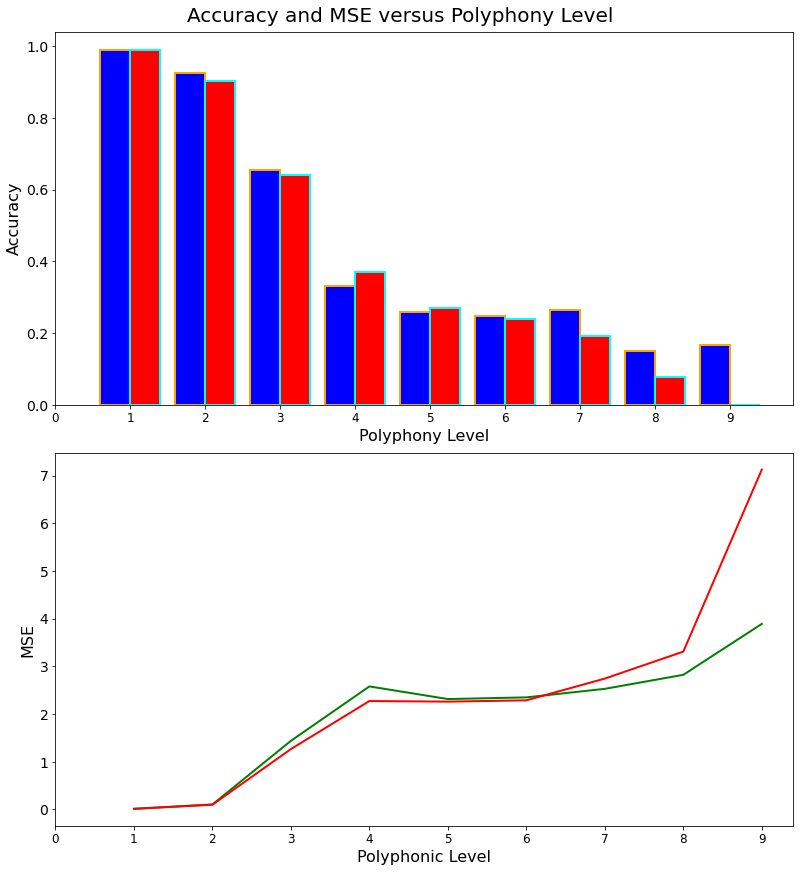 Accuracy and MSE versus Polyphony Level
1.0
0.8
0.6
0.4
0.2
0.0
Accuracy
0 1 2 3 4 5 6 7 8 9
Polyphony Level
7
6
5
4
3
2
1
0
MSE
0 1 2 3 4 5 6 7 8 9
Polyphonic Level